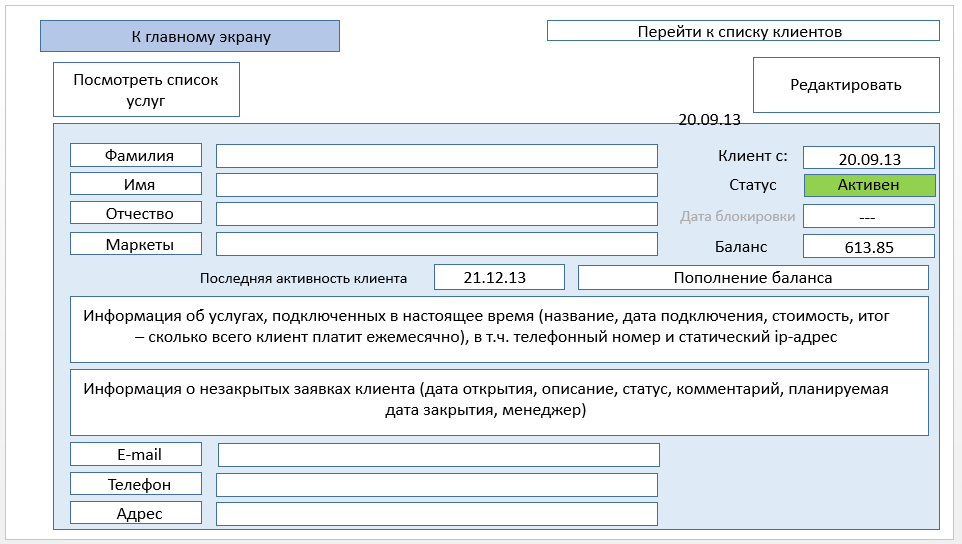 К главному экрану
Перейти к списку клиентов
Посмотреть список
услуг
Редактировать
20.09.13
Фамилия
Клиент с:
20.09.13
Имя
Статус
Активен
Отчество
Дата блокировки
---
Маркеты
Баланс
613.85
Последняя активность клиента
21.12.13
Пополнение баланса
Информация об услугах, подключенных в настоящее время (название, дата подключения, стоимость, итог
– сколько всего клиент платит ежемесячно), в т.ч. телефонный номер и статический ip-адрес
Информация о незакрытых заявках клиента (дата открытия, описание, статус, комментарий, планируемая
дата закрытия, менеджер)
E-mail
Телефон
Адрес